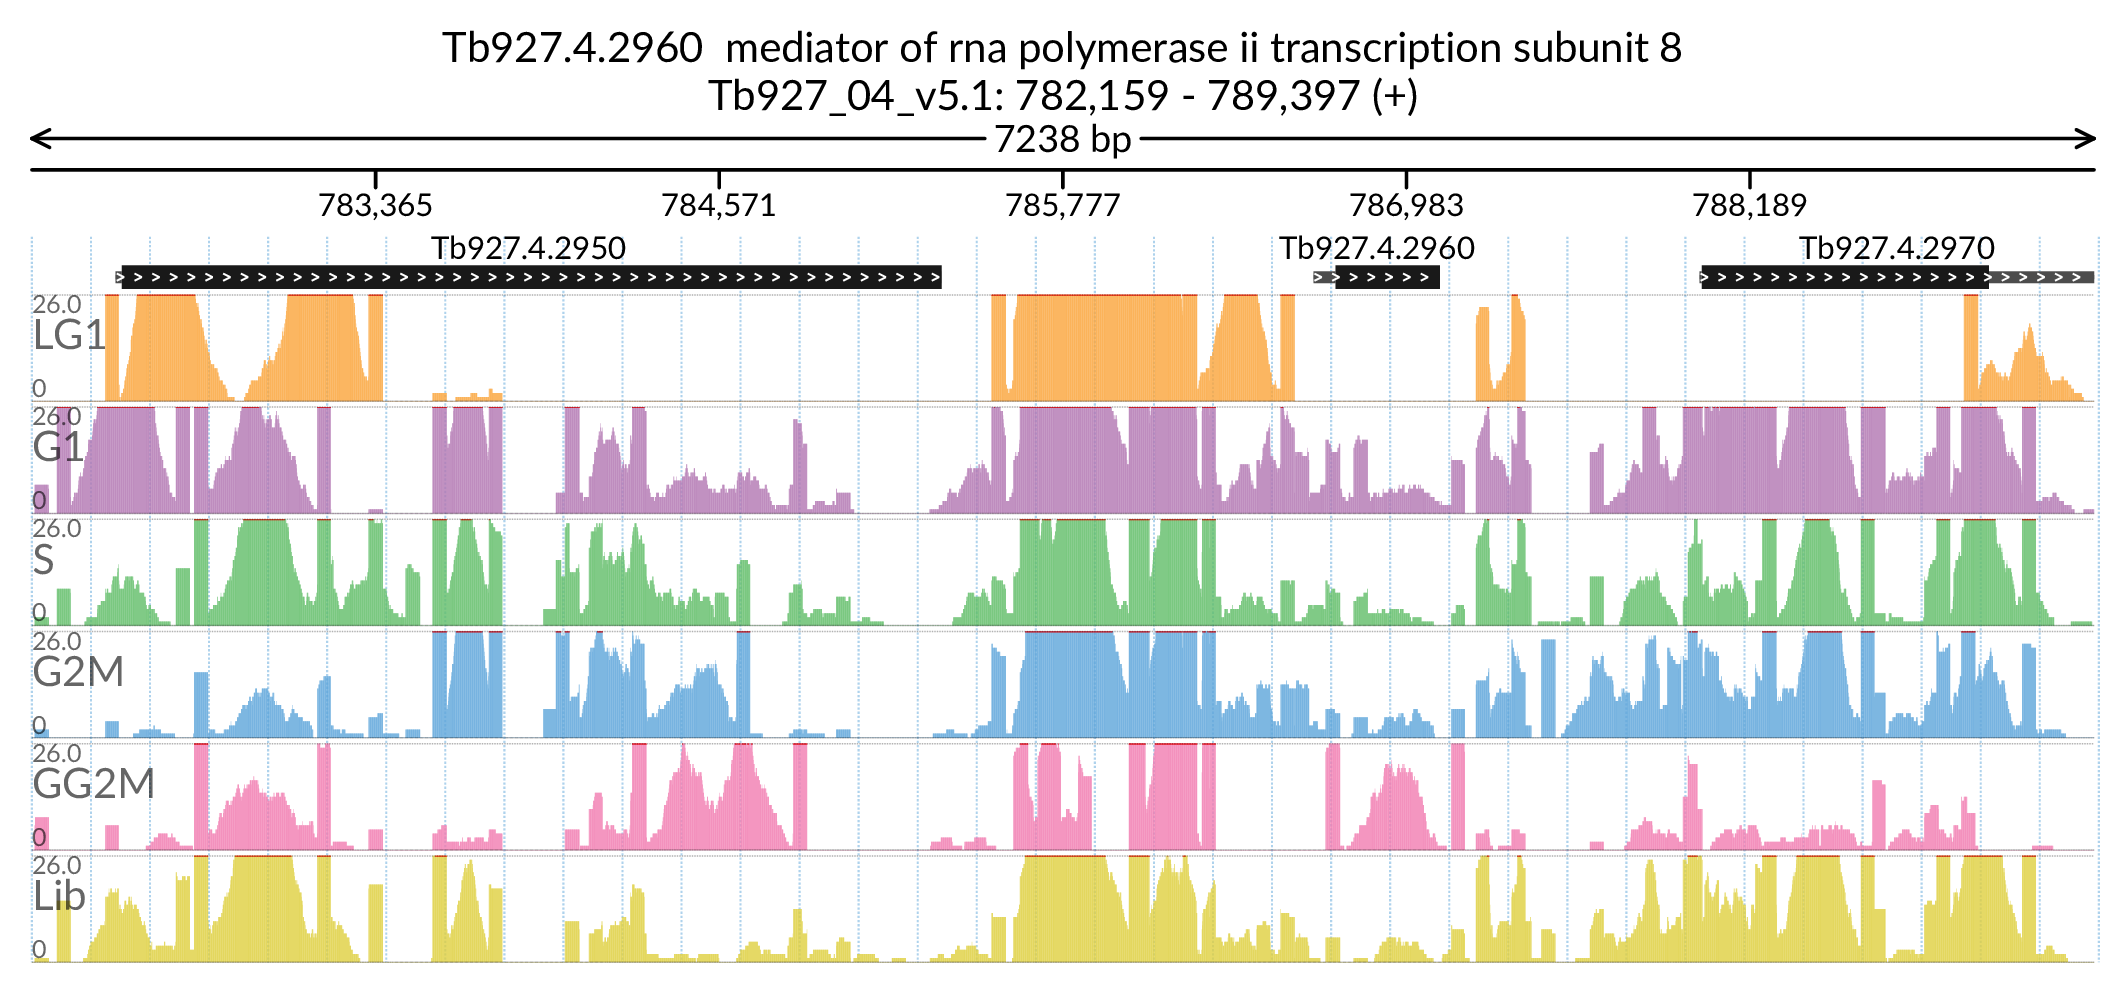 Tb927.4.2960  mediator of rna polymerase ii transcription subunit 8
Tb927_04_v5.1: 782,159 - 789,397 (+)
7238 bp
783,365 784,571 785,777 786,983 788,189
Tb927.4.2950 Tb927.4.2960 Tb927.4.2970
26.0
LG1
0
26.0
G1
0
26.0
S
0
26.0
G2M
0
26.0
GG2M
0
26.0
Lib
0